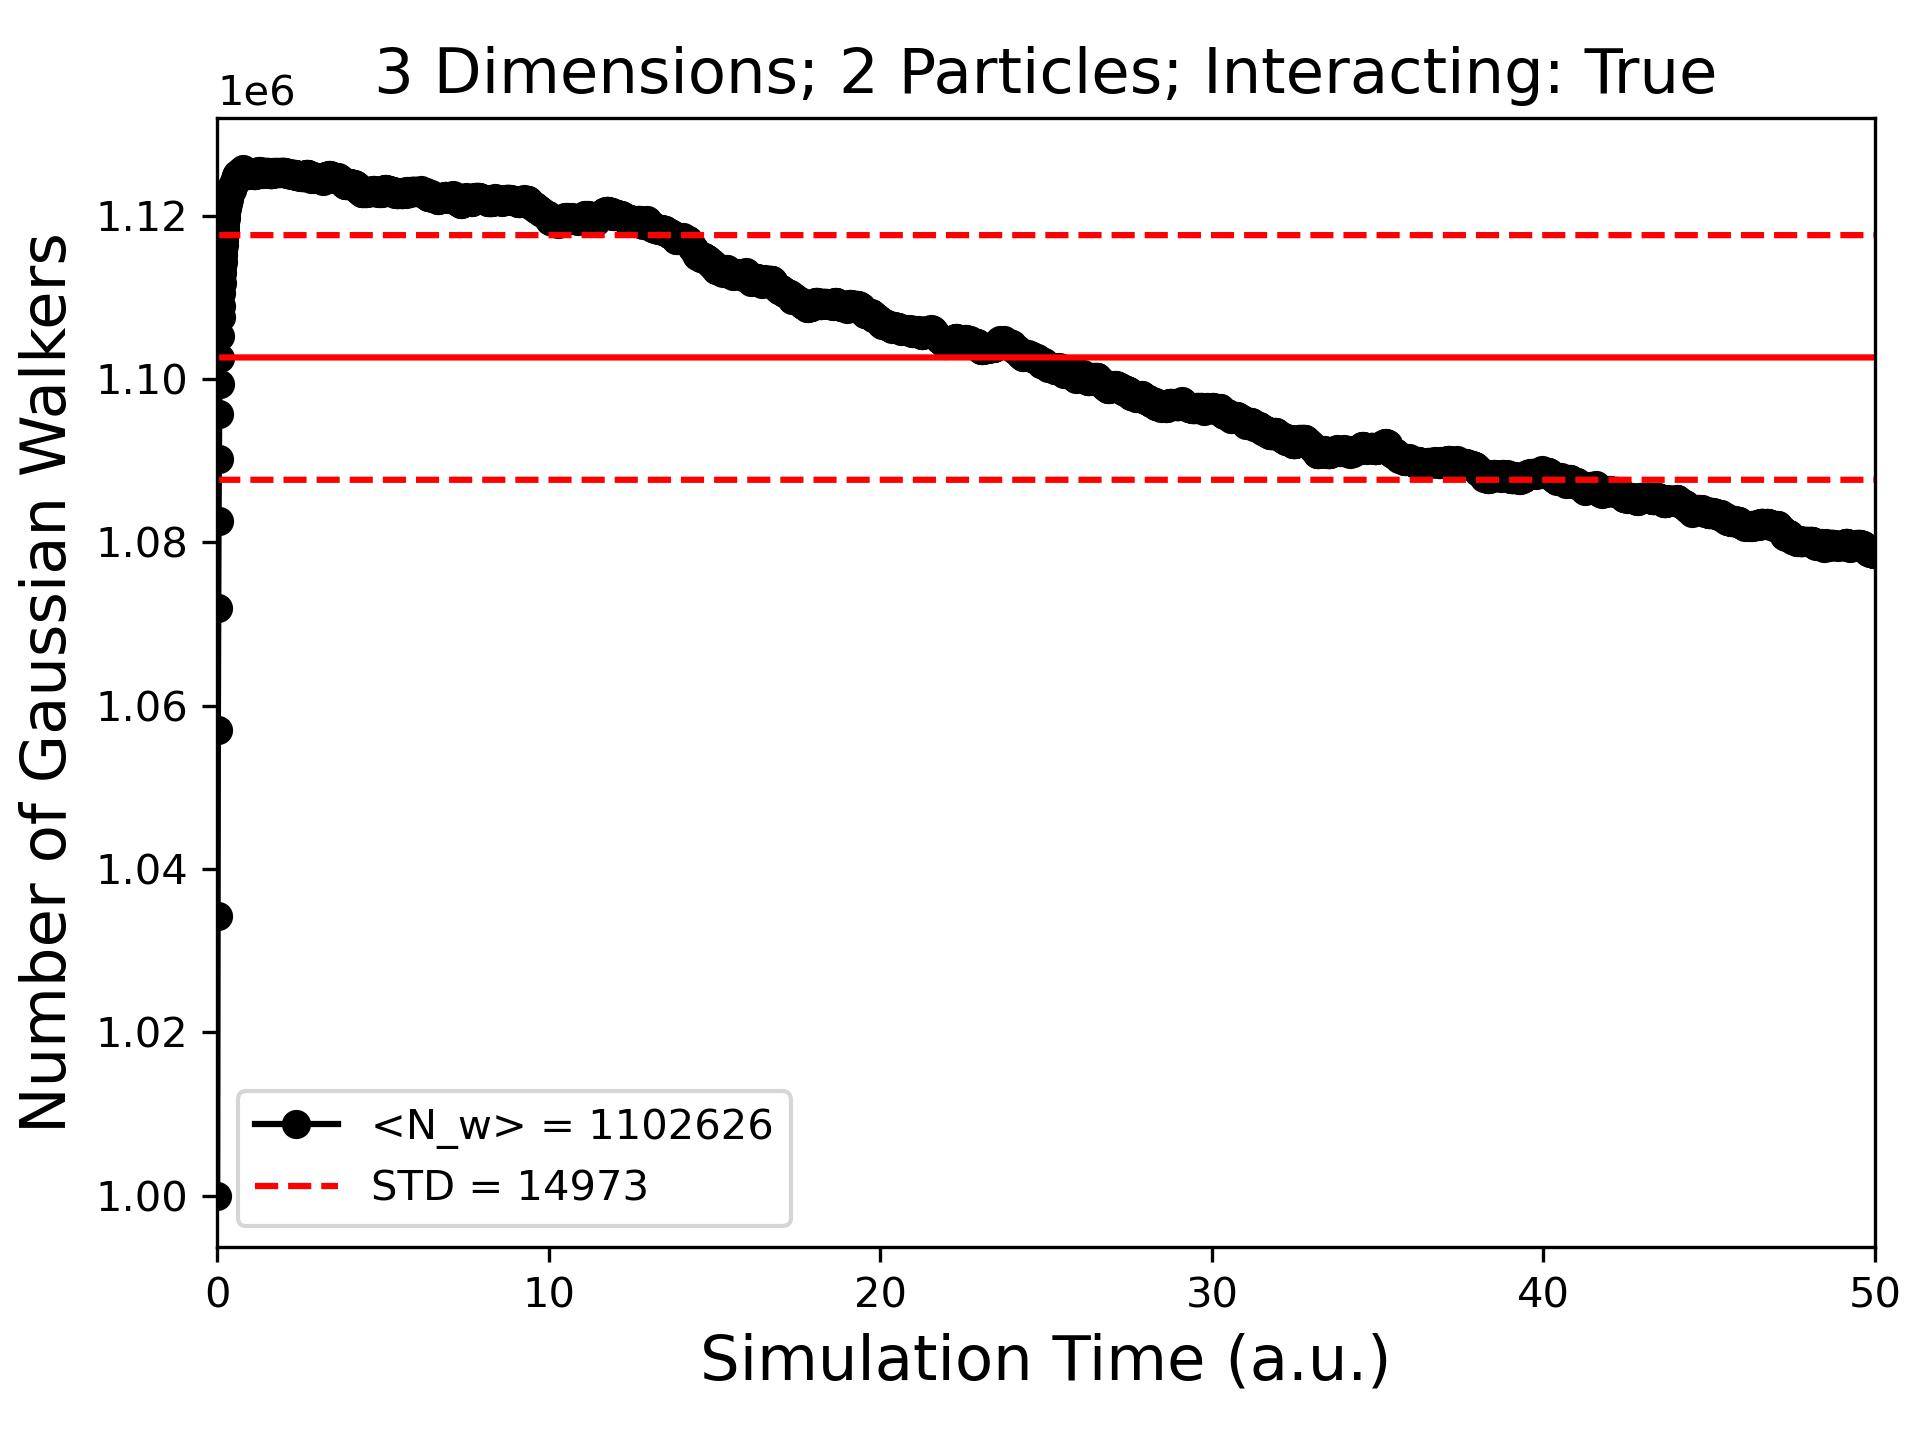 3 Dimensions; 2 Particles; Interacting: True
1e6
Number of Gaussian Walkers
1.12
1.10
1.08
1.06
1.04
1.02
1.00
<N_w> = 1102626
STD = 14973
0 10 20 30 40 50
Simulation Time (a.u.)